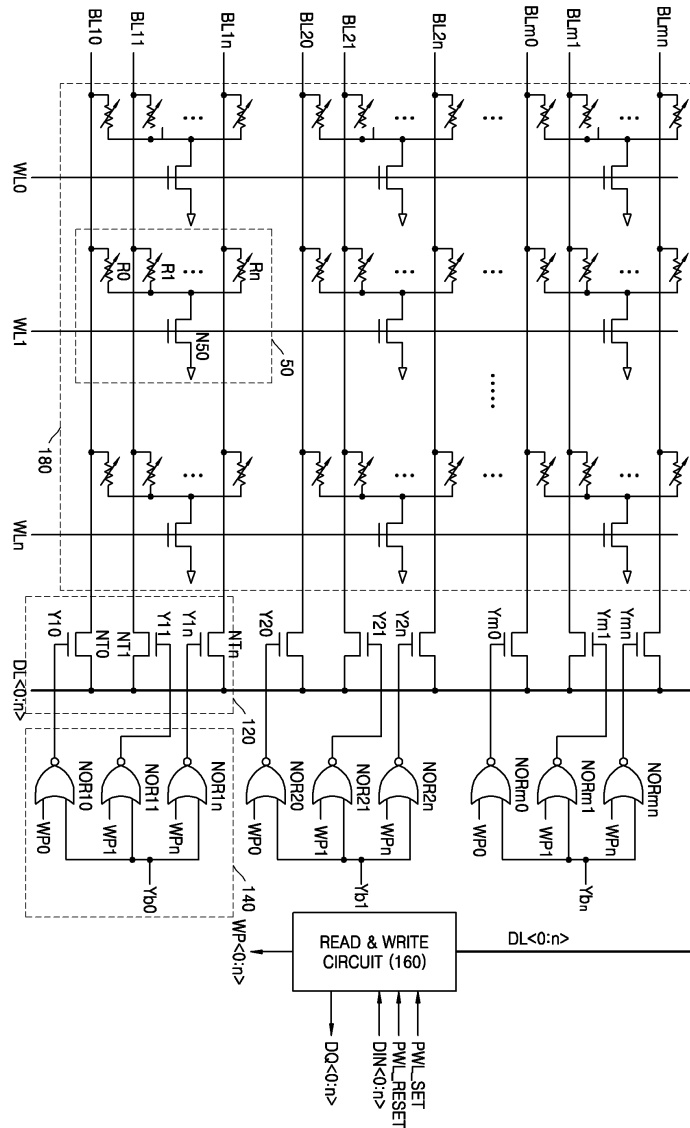 BL10
BL11
BL1n
BL20
BL21
BL2n
BLm0
BLm1
BLmn
WL0
R0
R1
Rn
N50
50
WL1
180
WLn
Y10
NT0
NT1
Y11
Y1n
NTn
Y20
Y21
Y2n
Ym0
Ym1
Ymn
DL<0:n>
120
NOR10
NOR11
NOR1n
NOR20
NOR21
NOR2n
NORm0
NORm1
NORmn
WP0
WP1
WPn
WP0
WP1
WPn
WP0
WP1
WPn
Yb0
Yb1
Ybn
140
WP<0:n>
READ & WRITE
CIRCUIT (160)
DL<0:n>
DQ<0:n>
DIN<0:n>
PWL_RESET
PWL_SET